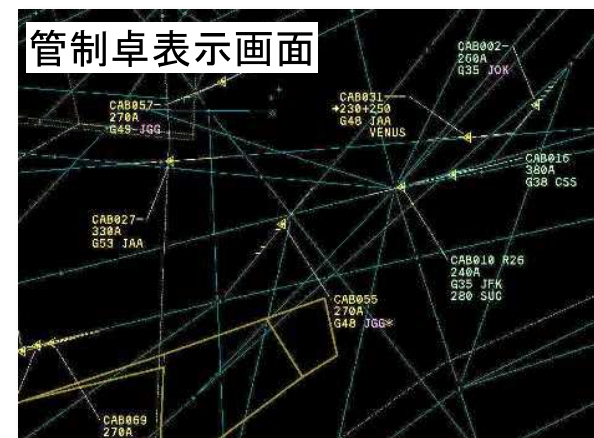 管制卓表示画面
CAB002-
260A
G35 JOK
CAB057-
270A
G49-JGG
CAB031-
→230+250
G48 JAA
VENUS
CAB016
380A
G38 CSS
CAB027-
330A
G53 JAA
CAB010 R26
240A
G35 JFK
280 SUC
CAB055
270A
G48 JGG*
CAB069
270A